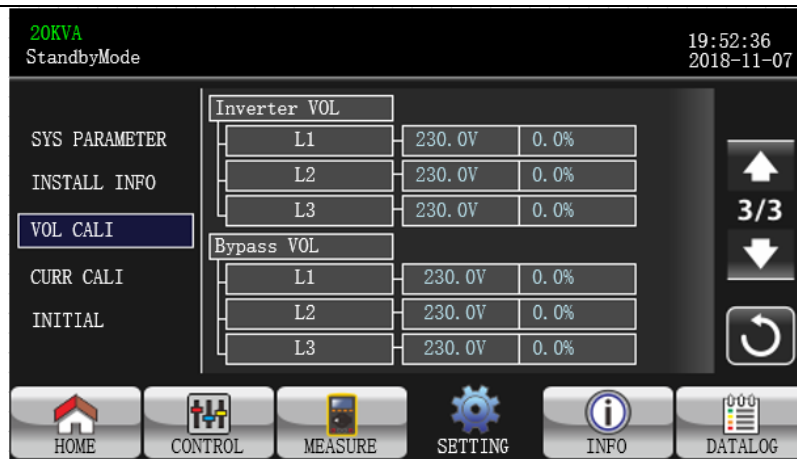 20KVA
StandbyMode
19:52:36
2018-11-07
SYS PARAMETER
INSTALL INFO
VOL CALI
CURR CALI
INITIAL
Inverter VOL
L1 230.0V 0.0%
L2 230.0V 0.0%
L3 230.0V 0.0%
Bypass VOL
L1 230.0V 0.0%
L2 230.0V 0.0%
L3 230.0V 0.0%
3/3
HOME CONTROL MEASURE SETTING INFO DATALOG